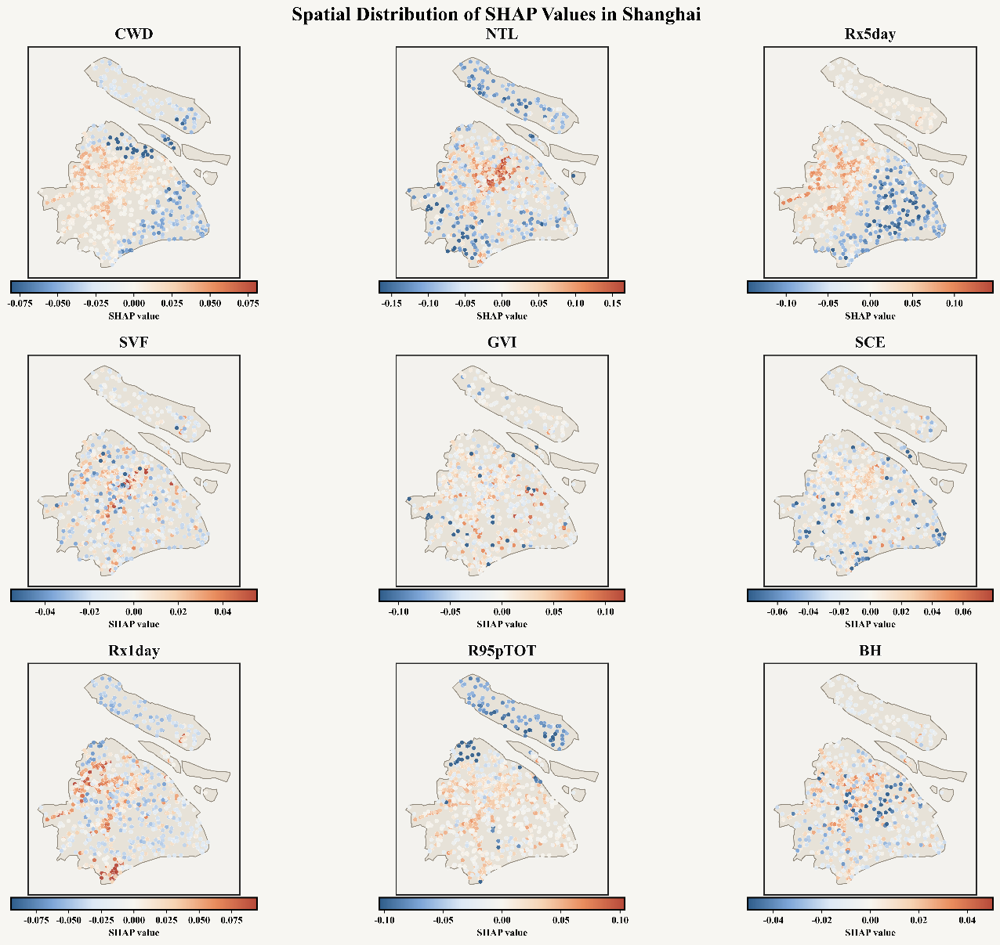 Spatial Distribution of SHAP Values in Shanghai
CWD
NTL
Rx5day
-0.075 -0.050 -0.025 0.000 0.025 0.050 0.075
SHAP value
-0.15 -0.10 -0.05 0.00 0.05 0.10 0.15
SHAP value
-0.10 -0.05 0.00 0.05 0.10
SHAP value
SVF
GVI
SCE
-0.04 -0.02 0.00 0.02 0.04
SHAP value
-0.10 -0.05 0.00 0.05 0.10
SHAP value
-0.06 -0.04 -0.02 0.00 0.02 0.04 0.06
SHAP value
Rx1day
R95pTOT
BH
-0.075 -0.050 -0.025 0.000 0.025 0.050 0.075
SHAP value
-0.10 -0.05 0.00 0.05 0.10
SHAP value
-0.04 -0.02 0.00 0.02 0.04
SHAP value